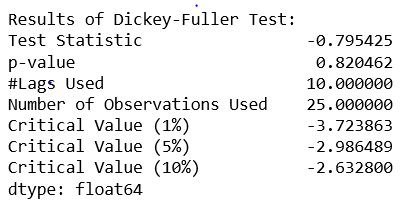 Results of Dickey-Fuller Test:
Test Statistic -0.795425
p-value 0.820462
#Lags Used 10.000000
Number of Observations Used 25.000000
Critical Value (1%) -3.723863
Critical Value (5%) -2.986489
Critical Value (10%) -2.632800
dtype: float64